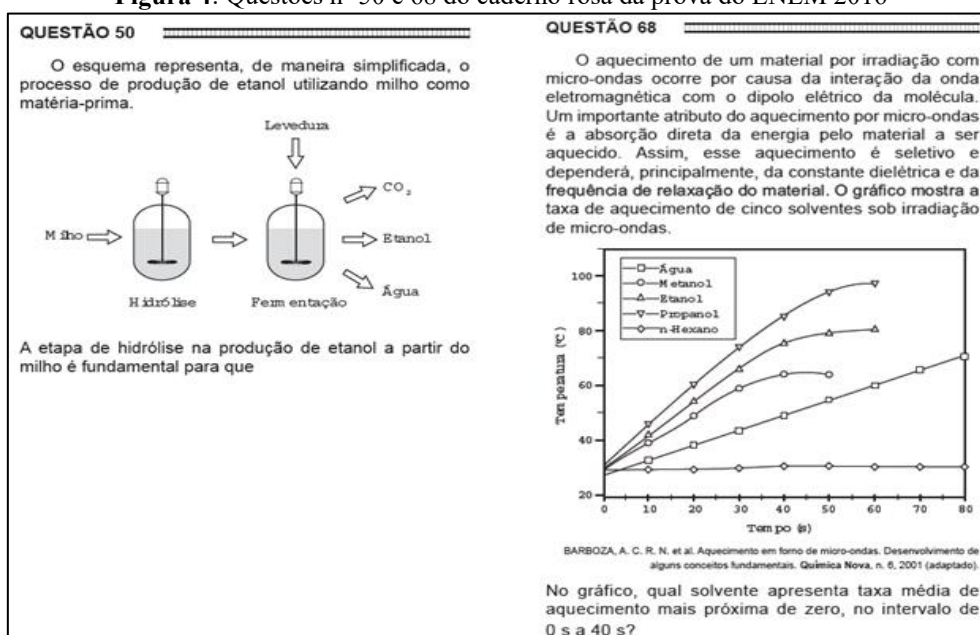 Figura 4: Questões nº 50 e 68 do caderno rosa da prova do ENEM 2016
QUESTÃO 50
O esquema representa, de maneira simplificada, o
processo de produção de etanol utilizando milho como
matéria-prima.
Levedura
CO2
Milho
Etanol
Água
Hidrólise
Fermentação
A etapa de hidrólise na produção de etanol a partir do
milho é fundamental para que
QUESTÃO 68
O aquecimento de um material por irradiação com
micro-ondas ocorre por causa da interação da onda
eletromagnética com o dipolo elétrico da molécula.
Um importante atributo do aquecimento por micro-ondas
é a absorção direta da energia pelo material a ser
aquecido. Assim, esse aquecimento é seletivo e
dependerá, principalmente, da constante dielétrica e da
frequência de relaxação do material. O gráfico mostra a
taxa de aquecimento de cinco solventes sob irradiação
de micro-ondas.
Água
Metanol
Etanol
Propanol
n-Hexano
Temperatura (ºC)
100
80
60
40
20
0 10 20 30 40 50 60 70 80
Tempo (s)
BARBOZA, A. C. R. N. et al. Aquecimento em forno de micro-ondas. Desenvolvimento de
alguns conceitos fundamentais. Química Nova, n. 6, 2001 (adaptado).
No gráfico, qual solvente apresenta taxa média de
aquecimento mais próxima de zero, no intervalo de
0 s a 40 s?